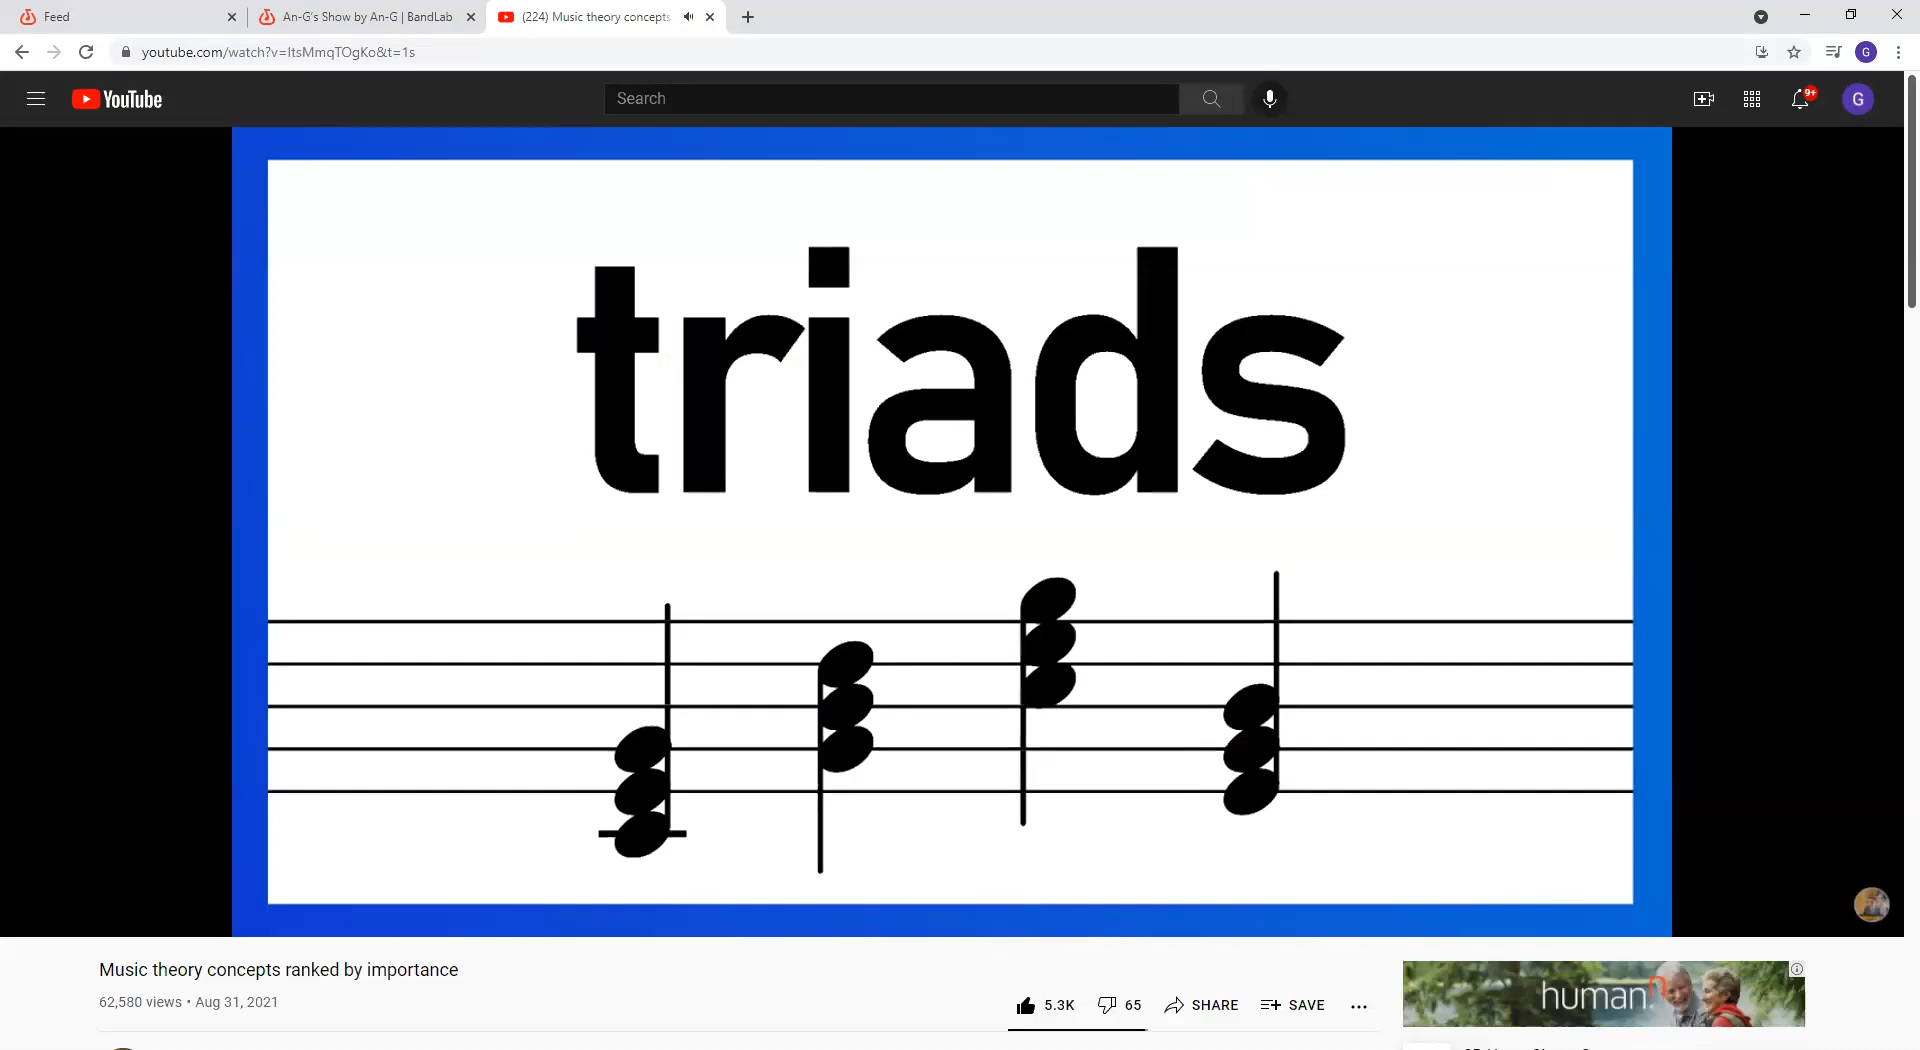 Feed
An-G's Show by An-G | BandLab
(224) Music theory concepts
youtube.com/watch?v=ItsMmqTOgKo&t=1s
G
YouTube
Search
9+
G
triads
Music theory concepts ranked by importance
62,580 views • Aug 31, 2021
5.3K
65
SHARE
SAVE
humann